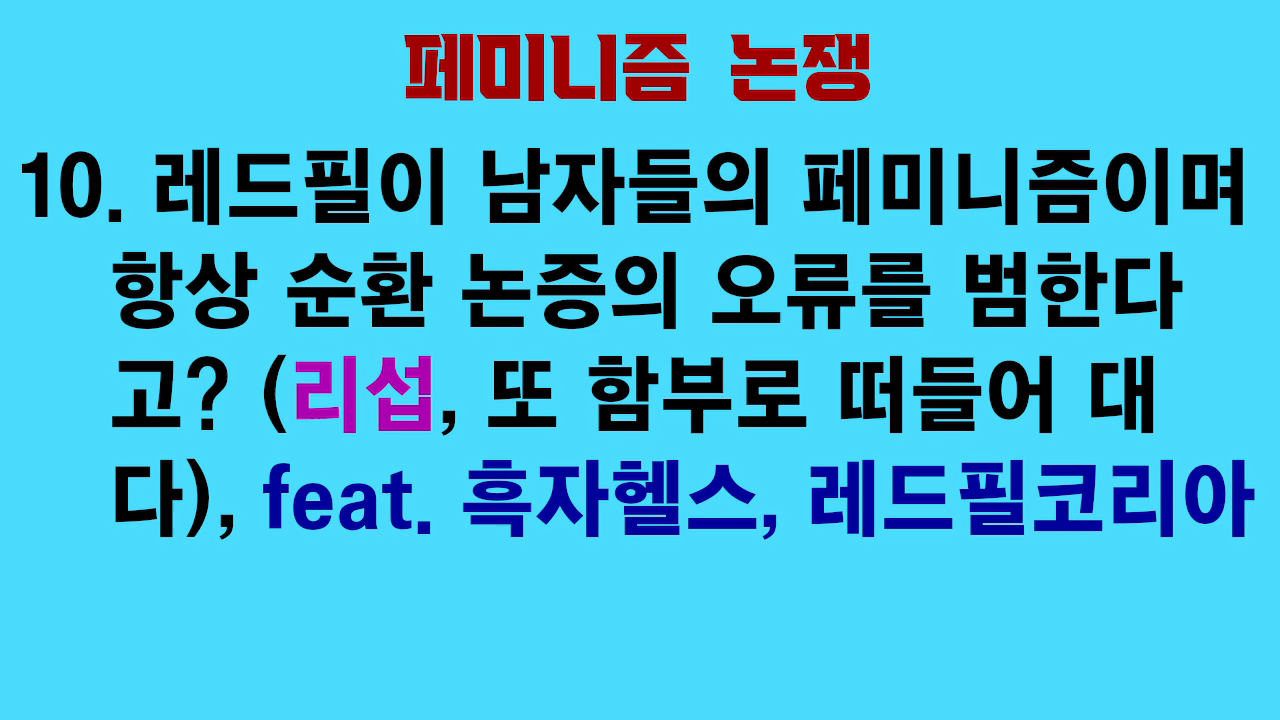 페미니즘 논쟁
10. 레드필이 남자들의 페미니즘이며
항상 순환 논증의 오류를 범한다
고? (리섭, 또 함부로 떠들어 대
다), feat. 흑자헬스, 레드필코리아